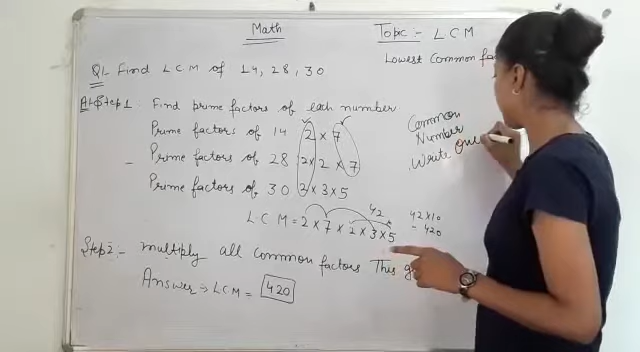 Math
Topic:- LCM
Lowest Common
Q1. Find LCM of 14, 28, 30
Step 1: Find prime factors of each number
Prime factors of 14 2 × 7
Prime factors of 28 2 × 2 × 7
Prime factors of 30 2 × 3 × 5
Common
Number
Write One
LCM = 2 × 7 × 2 × 3 × 5
42
42×10
- 420
Step 2:- multiply all common factors This
Answer ⇒ LCM = 420